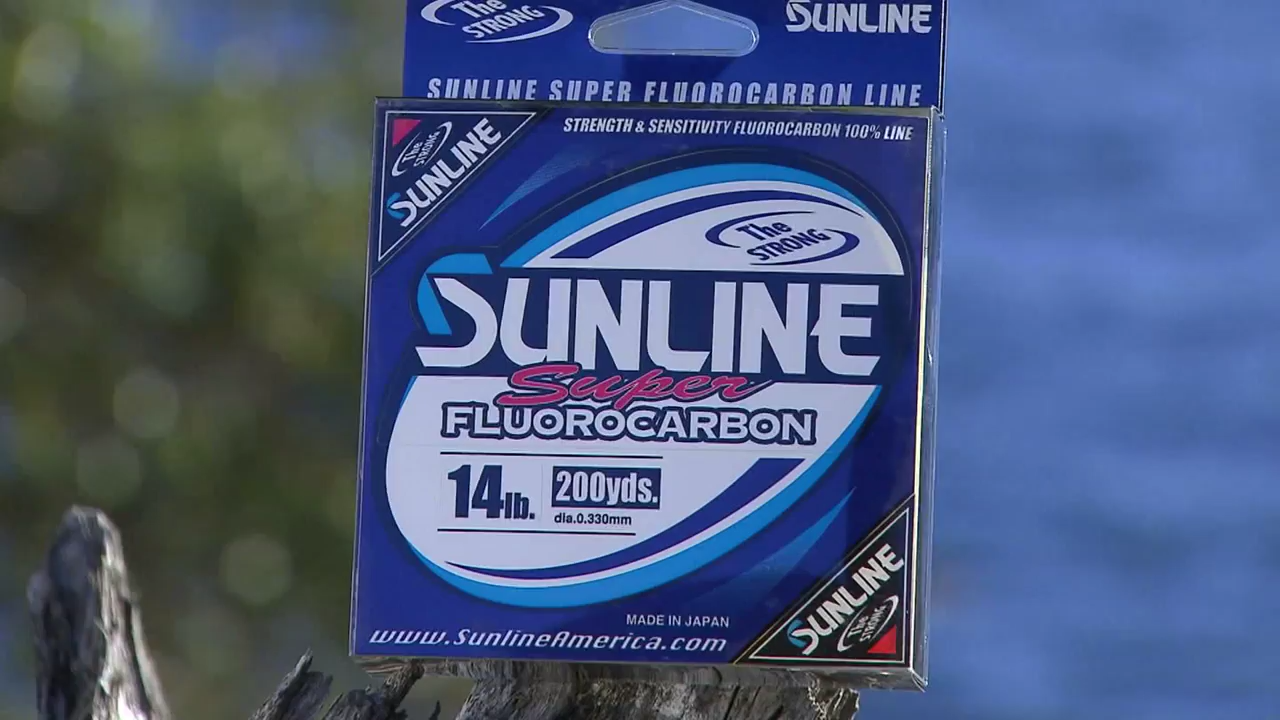 The STRONG
SUNLINE
SUNLINE SUPER FLUOROCARBON LINE
STRENGTH & SENSITIVITY FLUOROCARBON 100% LINE
The STRONG
SUNLINE
The
STRONG
SUNLINE
Super
FLUOROCARBON
14lb.
200yds.
dia.0.330mm
MADE IN JAPAN
www.SunlineAmerica.com
SUNLINE
The STRONG